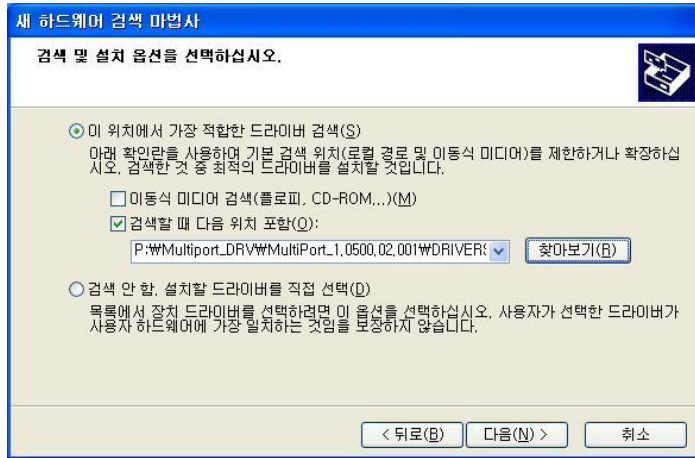 새 하드웨어 검색 마법사
검색 및 설치 옵션을 선택하십시오.
이 위치에서 가장 적합한 드라이버 검색(S)
아래 확인란을 사용하여 기본 검색 위치(로컬 경로 및 이동식 미디어)를 제한하거나 확장하십
시오. 검색한 것 중 최적의 드라이버를 설치할 것입니다.
이동식 미디어 검색(플로피, CD-ROM...)(M)
검색할 때 다음 위치 포함(O):
P:₩Multiport_DRV₩MultiPort_1.0500.02.001₩DRIVERS
찾아보기(R)
검색 안 함. 설치할 드라이버를 직접 선택(D)
목록에서 장치 드라이버를 선택하려면 이 옵션을 선택하십시오. 사용자가 선택한 드라이버가
사용자 하드웨어에 가장 일치하는 것임을 보장하지 않습니다.
< 뒤로(B) 다음(N) > 취소